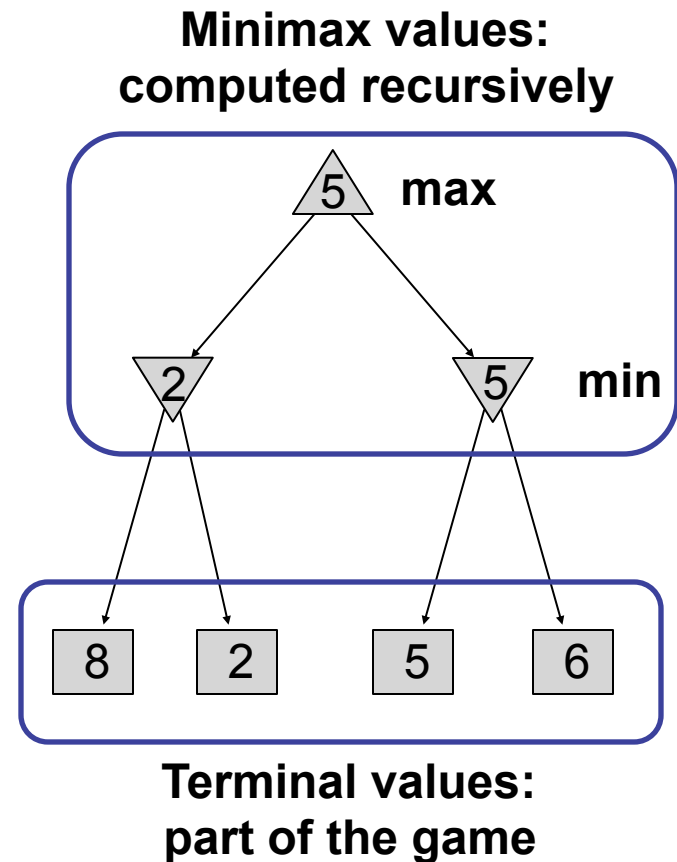 Minimax values:
computed recursively
5 max
2 5 min
8 2 5 6
Terminal values:
part of the game